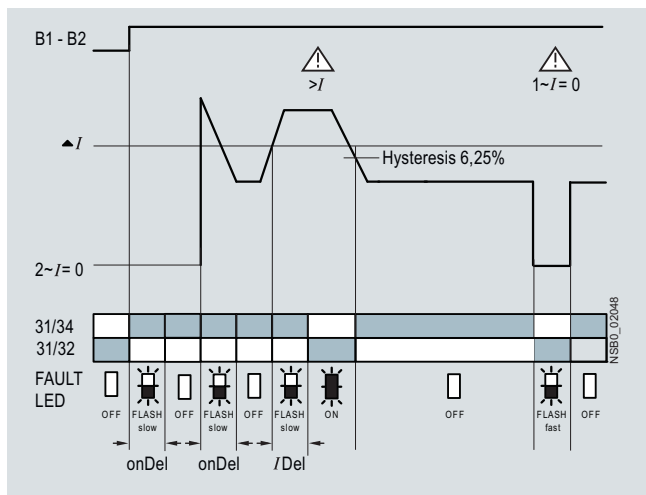 B1 - B2
>I
1~I = 0
▲I
Hysteresis 6,25%
2~I = 0
31/34
31/32
NSB0_02048
FAULT
LED
OFF
FLASH
slow
OFF
FLASH
slow
OFF
FLASH
slow
ON
OFF
FLASH
fast
OFF
onDel
onDel
I Del